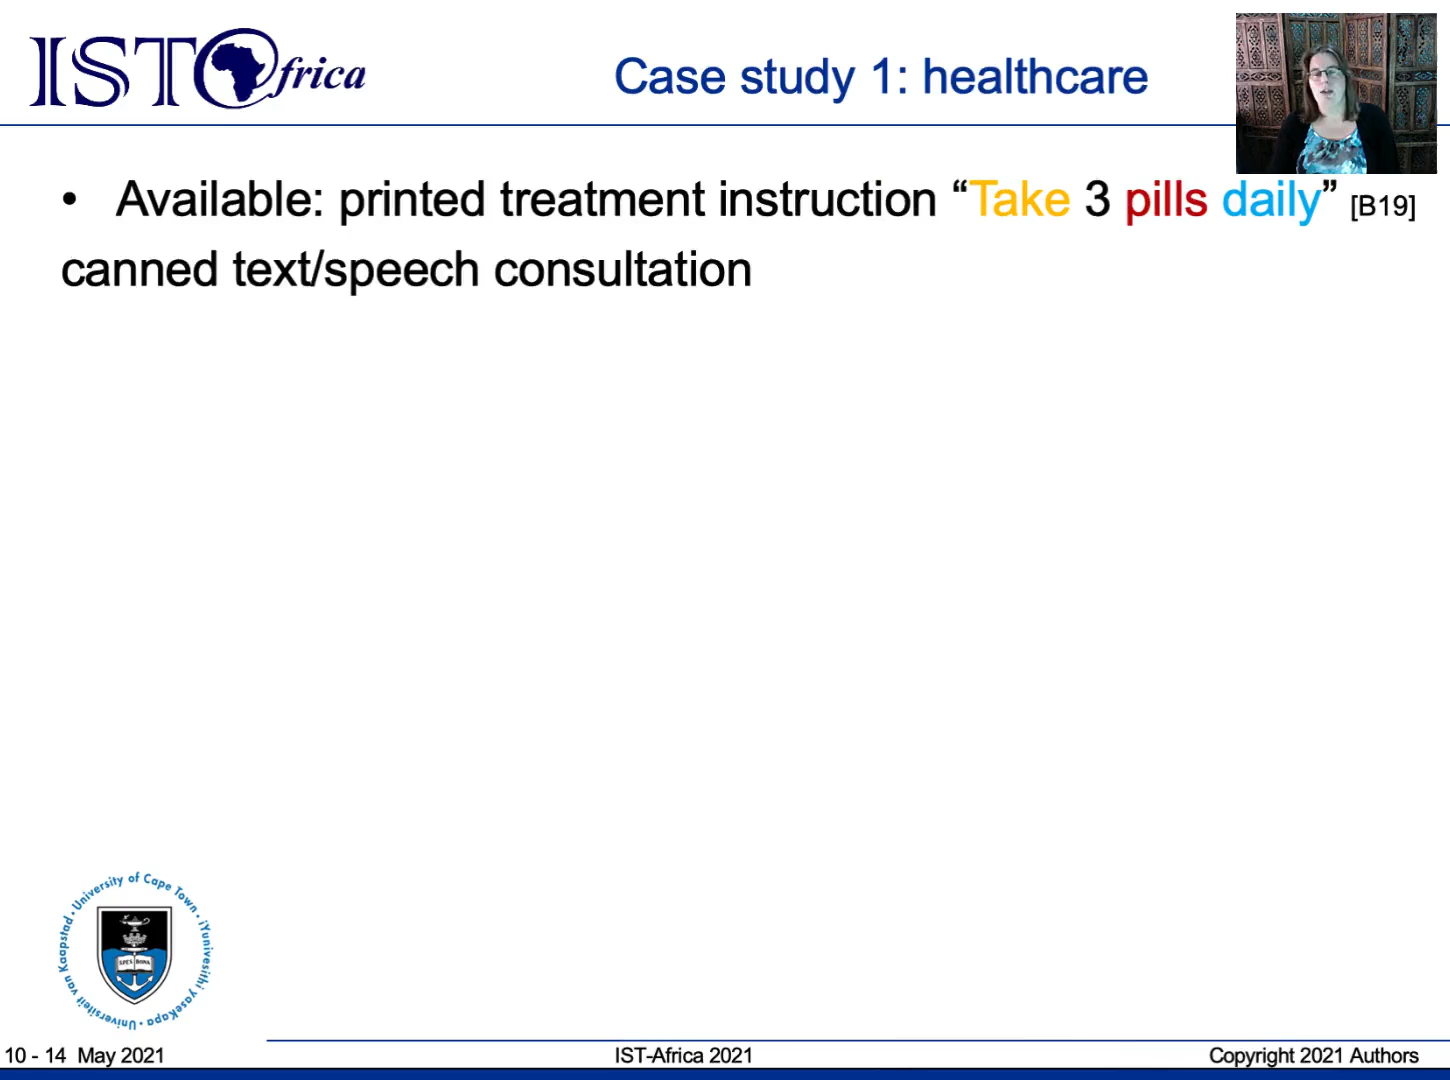 IST Africa
Case study 1: healthcare
• Available: printed treatment instruction “Take 3 pills daily” [B19]
canned text/speech consultation
University of Cape Town · iYunivesithi yaseKapa · Universiteit van Kaapstad ·
SPES BONA
10 - 14 May 2021
IST-Africa 2021
Copyright 2021 Authors